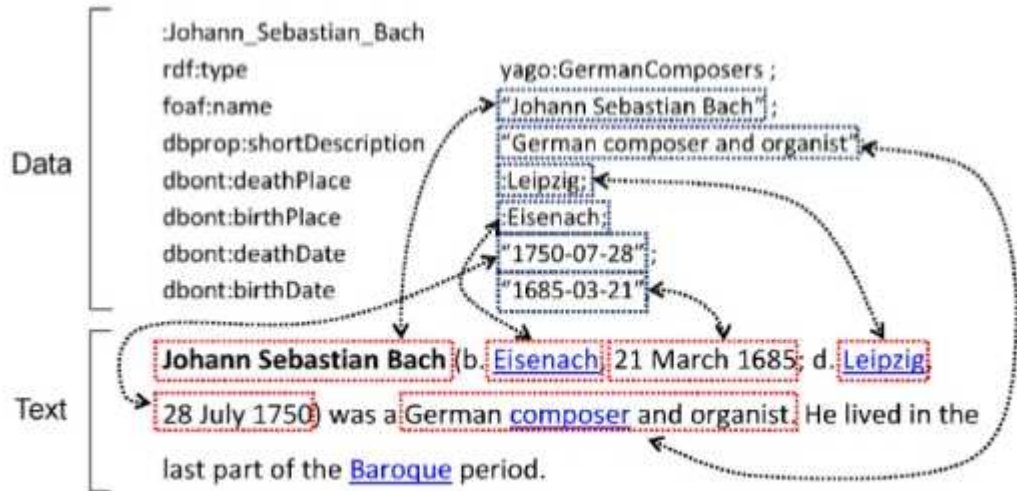 :Johann_Sebastian_Bach
rdf:type yago:GermanComposers ;
foaf:name "Johann Sebastian Bach" ;
dbprop:shortDescription "German composer and organist"
Data
dbont:deathPlace :Leipzig;
dbont:birthPlace :Eisenach;
dbont:deathDate "1750-07-28" ;
dbont:birthDate "1685-03-21"
Johann Sebastian Bach (b. Eisenach, 21 March 1685; d. Leipzig,
Text
28 July 1750) was a German composer and organist. He lived in the
last part of the Baroque period.